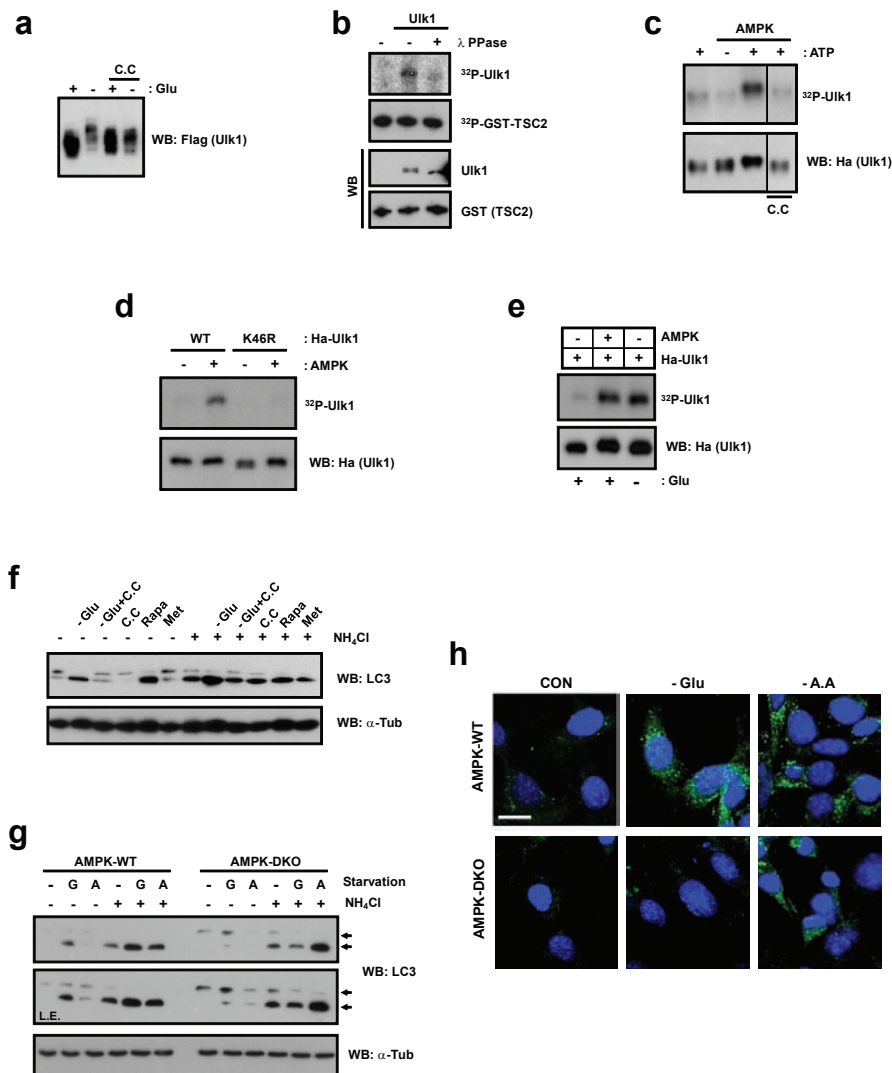 a
C.C
+ - + - : Glu
WB: Flag (Ulk1)
b
Ulk1
- - + λ PPase
³²P-Ulk1
³²P-GST-TSC2
WB
Ulk1
GST (TSC2)
c
AMPK
+ - + + : ATP
³²P-Ulk1
WB: Ha (Ulk1)
C.C
d
WT K46R : Ha-Ulk1
- + - + :AMPK
³²P-Ulk1
WB: Ha (Ulk1)
e
- + - AMPK
+ + + Ha-Ulk1
³²P-Ulk1
WB: Ha (Ulk1)
+ + - : Glu
f
- Glu - Glu+C.C C.C Rapa Met - Glu - Glu+C.C C.C Rapa Met
- - - - - - + + + + + + NH₄Cl
WB: LC3
WB: α-Tub
g
AMPK-WT AMPK-DKO
- G A - G A - G A - G A Starvation
- - - + + + - - - + + + NH₄Cl
WB: LC3
L.E.
WB: α-Tub
h
CON - Glu - A.A
AMPK-WT
AMPK-DKO